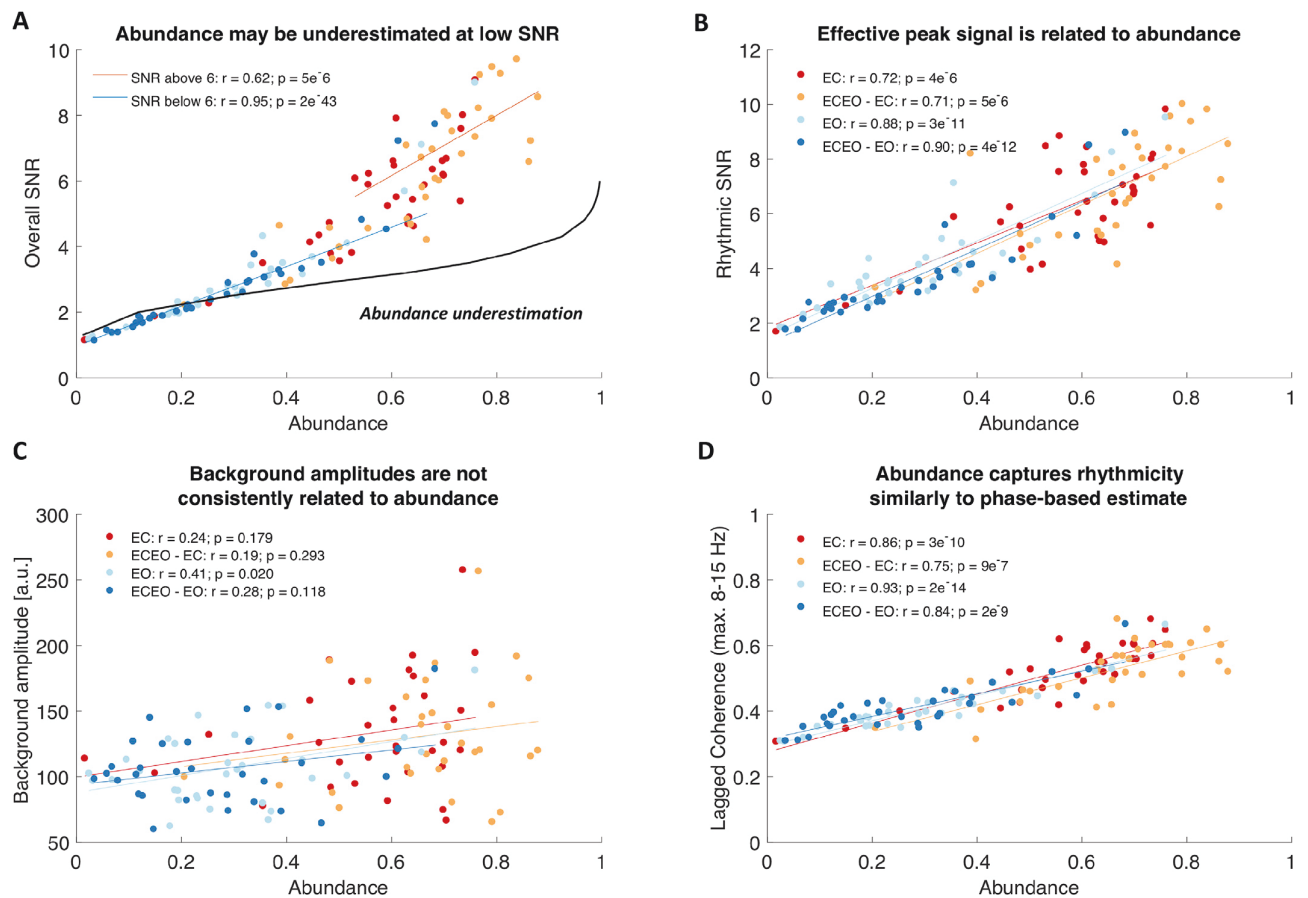 A
Abundance may be underestimated at low SNR
10
8
6
4
2
0
Overall SNR
SNR above 6: r = 0.62; p = 5e-6
SNR below 6: r = 0.95; p = 2e-43
Abundance underestimation
0 0.2 0.4 0.6 0.8 1
Abundance
B
Effective peak signal is related to abundance
12
10
8
6
4
2
0
Rhythmic SNR
EC: r = 0.72; p = 4e-6
ECEO - EC: r = 0.71; p = 5e-6
EO: r = 0.88; p = 3e-11
ECEO - EO: r = 0.90; p = 4e-12
0 0.2 0.4 0.6 0.8 1
Abundance
C
Background amplitudes are not
consistently related to abundance
300
250
200
150
100
50
Background amplitude [a.u.]
EC: r = 0.24; p = 0.179
ECEO - EC: r = 0.19; p = 0.293
EO: r = 0.41; p = 0.020
ECEO - EO: r = 0.28; p = 0.118
0 0.2 0.4 0.6 0.8 1
Abundance
D
Abundance captures rhythmicity
similarly to phase-based estimate
1
0.8
0.6
0.4
0.2
0
Lagged Coherence (max. 8-15 Hz)
EC: r = 0.86; p = 3e-10
ECEO - EC: r = 0.75; p = 9e-7
EO: r = 0.93; p = 2e-14
ECEO - EO: r = 0.84; p = 2e-9
0 0.2 0.4 0.6 0.8 1
Abundance